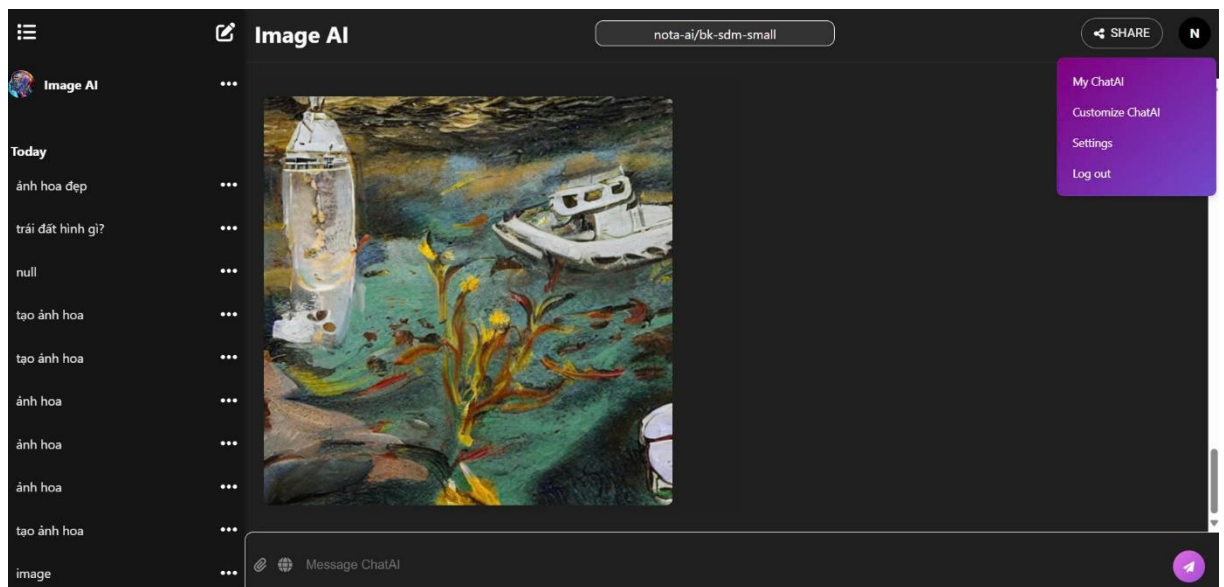 Image AI
nota-ai/bk-sdm-small
SHARE
N
My ChatAI
Customize ChatAI
Settings
Log out
Image AI
Today
ảnh hoa đẹp
trái đất hình gì?
null
tạo ảnh hoa
tạo ảnh hoa
ảnh hoa
ảnh hoa
ảnh hoa
tạo ảnh hoa
image
Message ChatAI